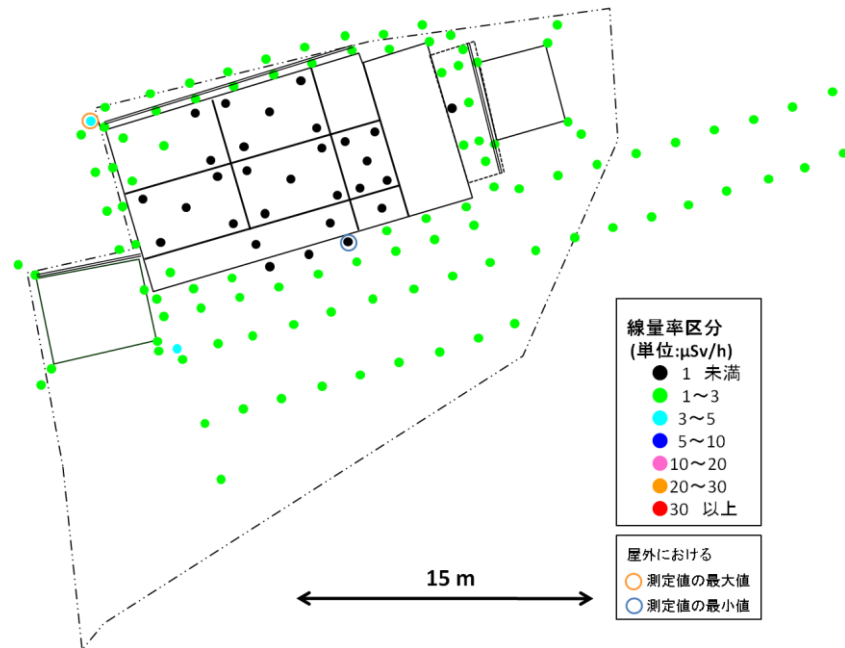 線量率区分
(単位:μSv/h)
1 未満
1～3
3～5
5～10
10～20
20～30
30 以上
15 m
屋外における
測定値の最大値
測定値の最小値